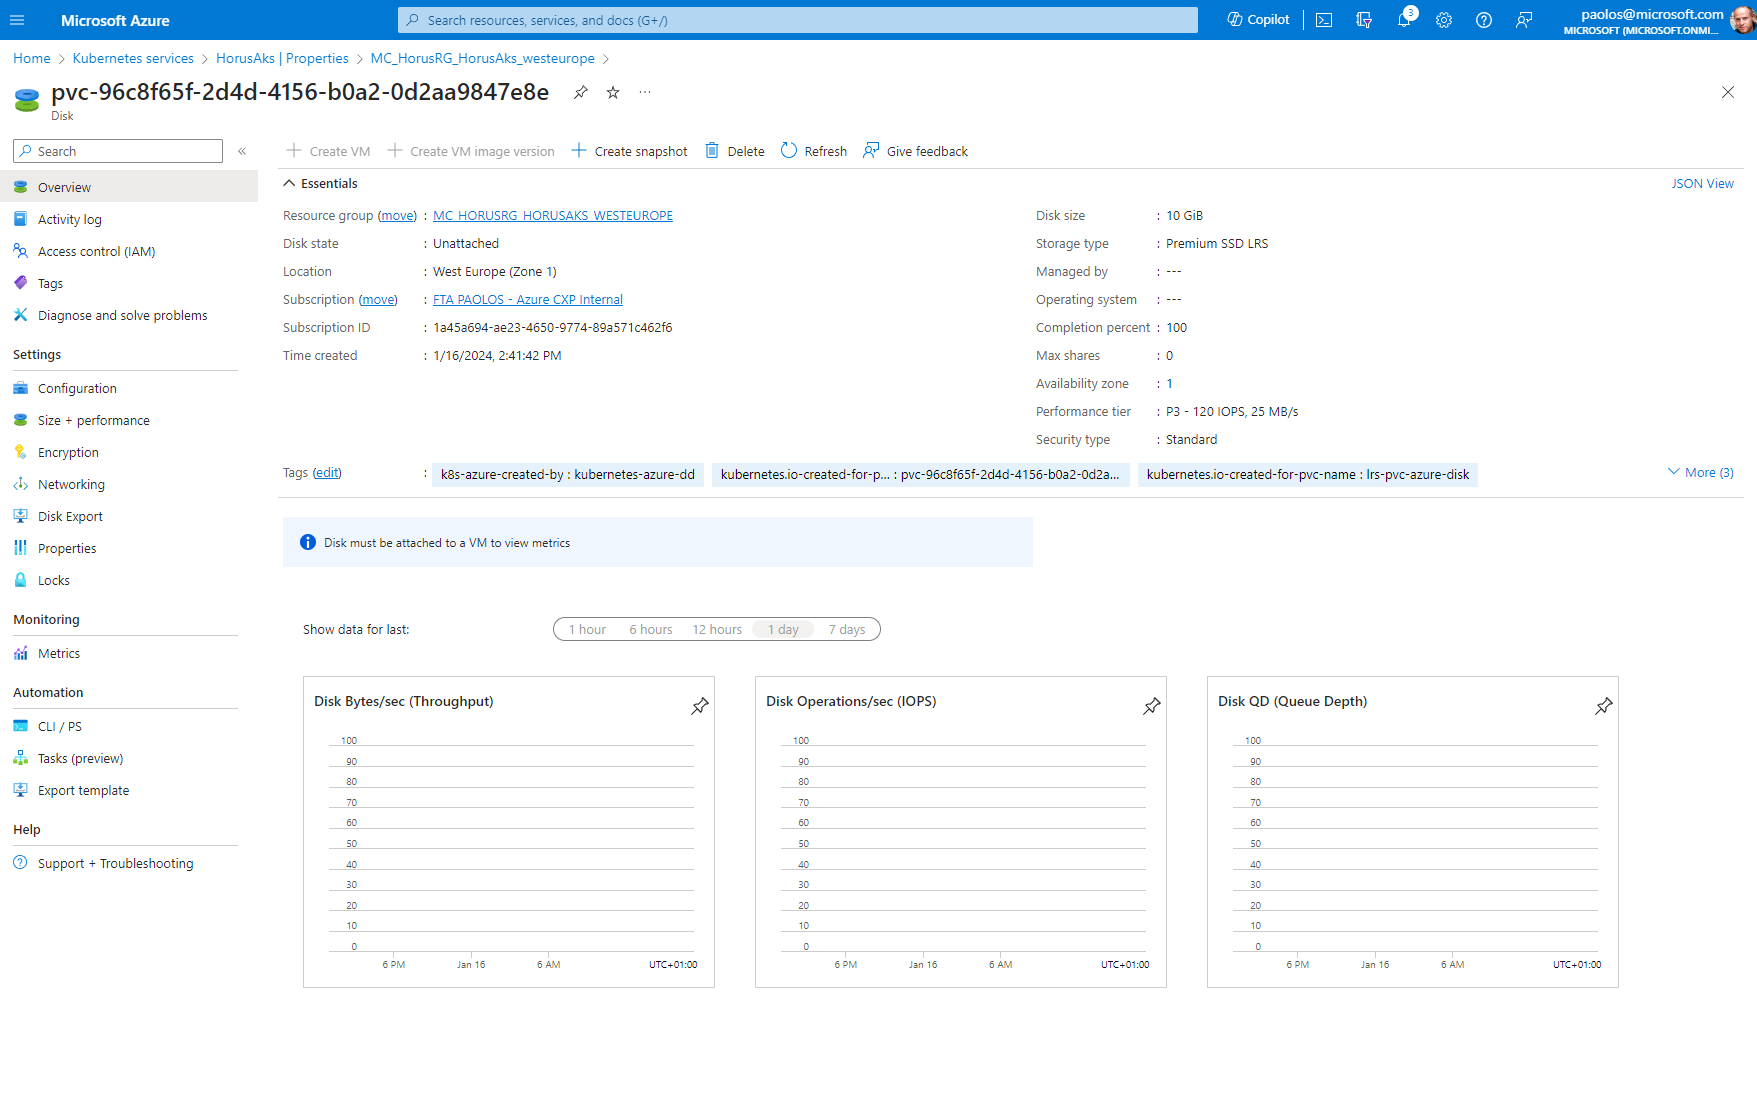 Microsoft Azure
Search resources, services, and docs (G+/)
Copilot
3
paolos@microsoft.com
MICROSOFT (MICROSOFT.ONMI...
Home > Kubernetes services > HorusAks | Properties > MC_HorusRG_HorusAks_westeurope >
pvc-96c8f65f-2d4d-4156-b0a2-0d2aa9847e8e
Disk
Search
Overview
Activity log
Access control (IAM)
Tags
Diagnose and solve problems
Settings
Configuration
Size + performance
Encryption
Networking
Disk Export
Properties
Locks
Monitoring
Metrics
Automation
CLI / PS
Tasks (preview)
Export template
Help
Support + Troubleshooting
Create VM
Create VM image version
Create snapshot
Delete
Refresh
Give feedback
Essentials
JSON View
Resource group (move) : MC_HORUSRG_HORUSAKS_WESTEUROPE
Disk state : Unattached
Location : West Europe (Zone 1)
Subscription (move) : FTA PAOLOS - Azure CXP Internal
Subscription ID : 1a45a694-ae23-4650-9774-89a571c462f6
Time created : 1/16/2024, 2:41:42 PM
Disk size : 10 GiB
Storage type : Premium SSD LRS
Managed by : ---
Operating system : ---
Completion percent : 100
Max shares : 0
Availability zone : 1
Performance tier : P3 - 120 IOPS, 25 MB/s
Security type : Standard
Tags (edit) : k8s-azure-created-by : kubernetes-azure-dd kubernetes.io-created-for-p... : pvc-96c8f65f-2d4d-4156-b0a2-0d2a... kubernetes.io-created-for-pvc-name : lrs-pvc-azure-disk More (3)
Disk must be attached to a VM to view metrics
Show data for last: 1 hour 6 hours 12 hours 1 day 7 days
Disk Bytes/sec (Throughput)
100
90
80
70
60
50
40
30
20
10
0
6 PM Jan 16 6 AM UTC+01:00
Disk Operations/sec (IOPS)
100
90
80
70
60
50
40
30
20
10
0
6 PM Jan 16 6 AM UTC+01:00
Disk QD (Queue Depth)
100
90
80
70
60
50
40
30
20
10
0
6 PM Jan 16 6 AM UTC+01:00